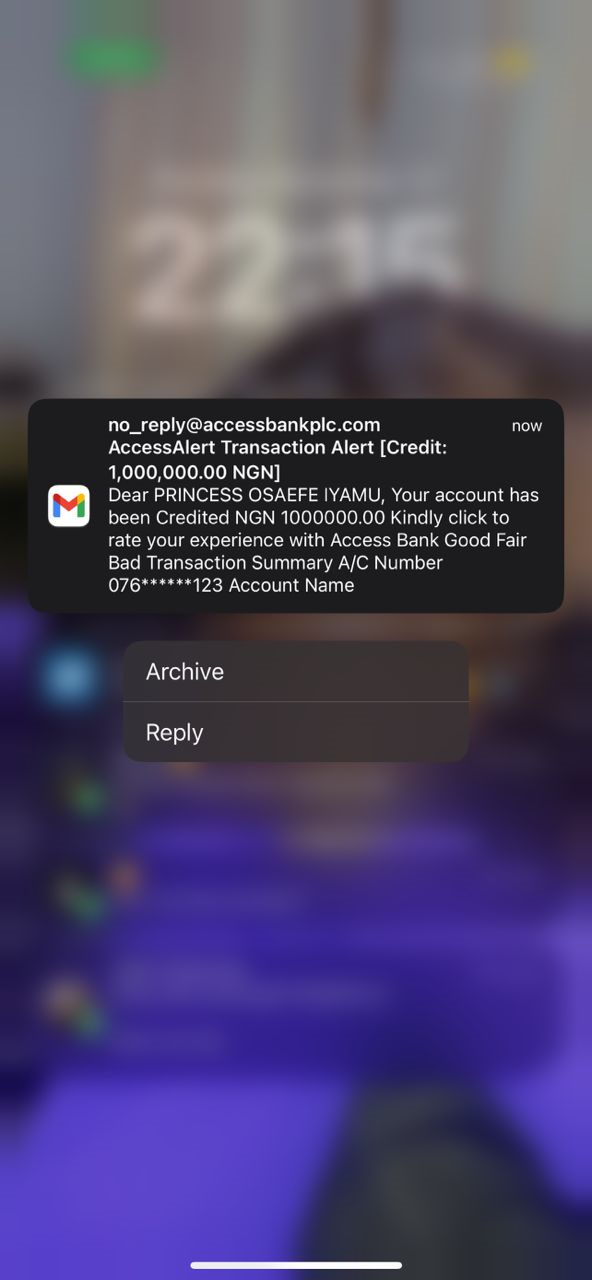 22:15
no_reply@accessbankplc.com now
AccessAlert Transaction Alert [Credit:
1,000,000.00 NGN]
Dear PRINCESS OSAEFE IYAMU, Your account has
been Credited NGN 1000000.00 Kindly click to
rate your experience with Access Bank Good Fair
Bad Transaction Summary A/C Number
076******123 Account Name
Archive
Reply